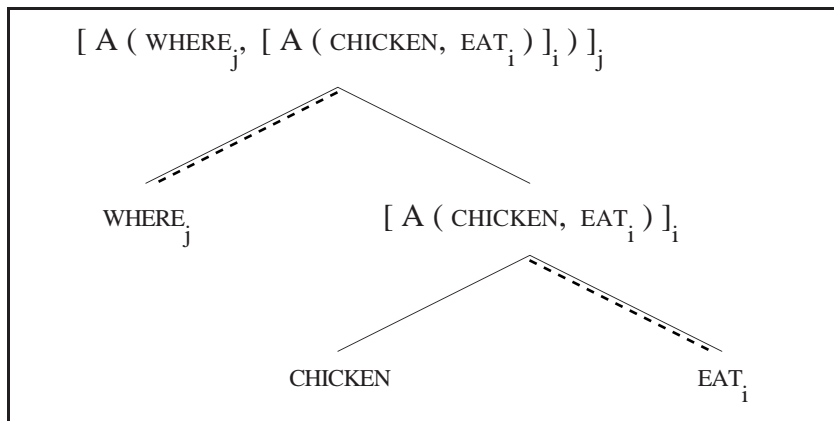 [ A ( WHEREj, [ A ( CHICKEN, EATi ) ]i ) ]j
WHEREj [ A ( CHICKEN, EATi ) ]i
CHICKEN EATi